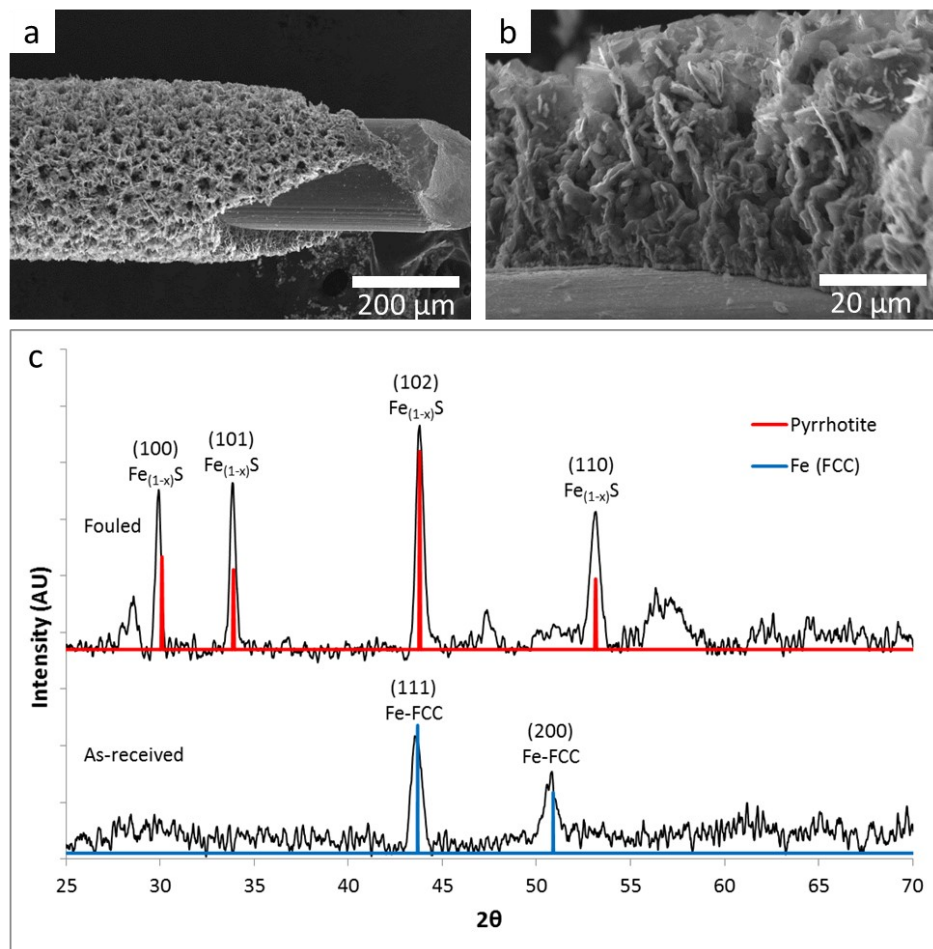 a
200 µm
b
20 µm
c
(102)
Fe(1-x)S
(100)
Fe(1-x)S
(101)
Fe(1-x)S
(110)
Fe(1-x)S
Pyrrhotite
Fe (FCC)
Fouled
Intensity (AU)
(111)
Fe-FCC
(200)
Fe-FCC
As-received
25 30 35 40 45 50 55 60 65 70
2θ